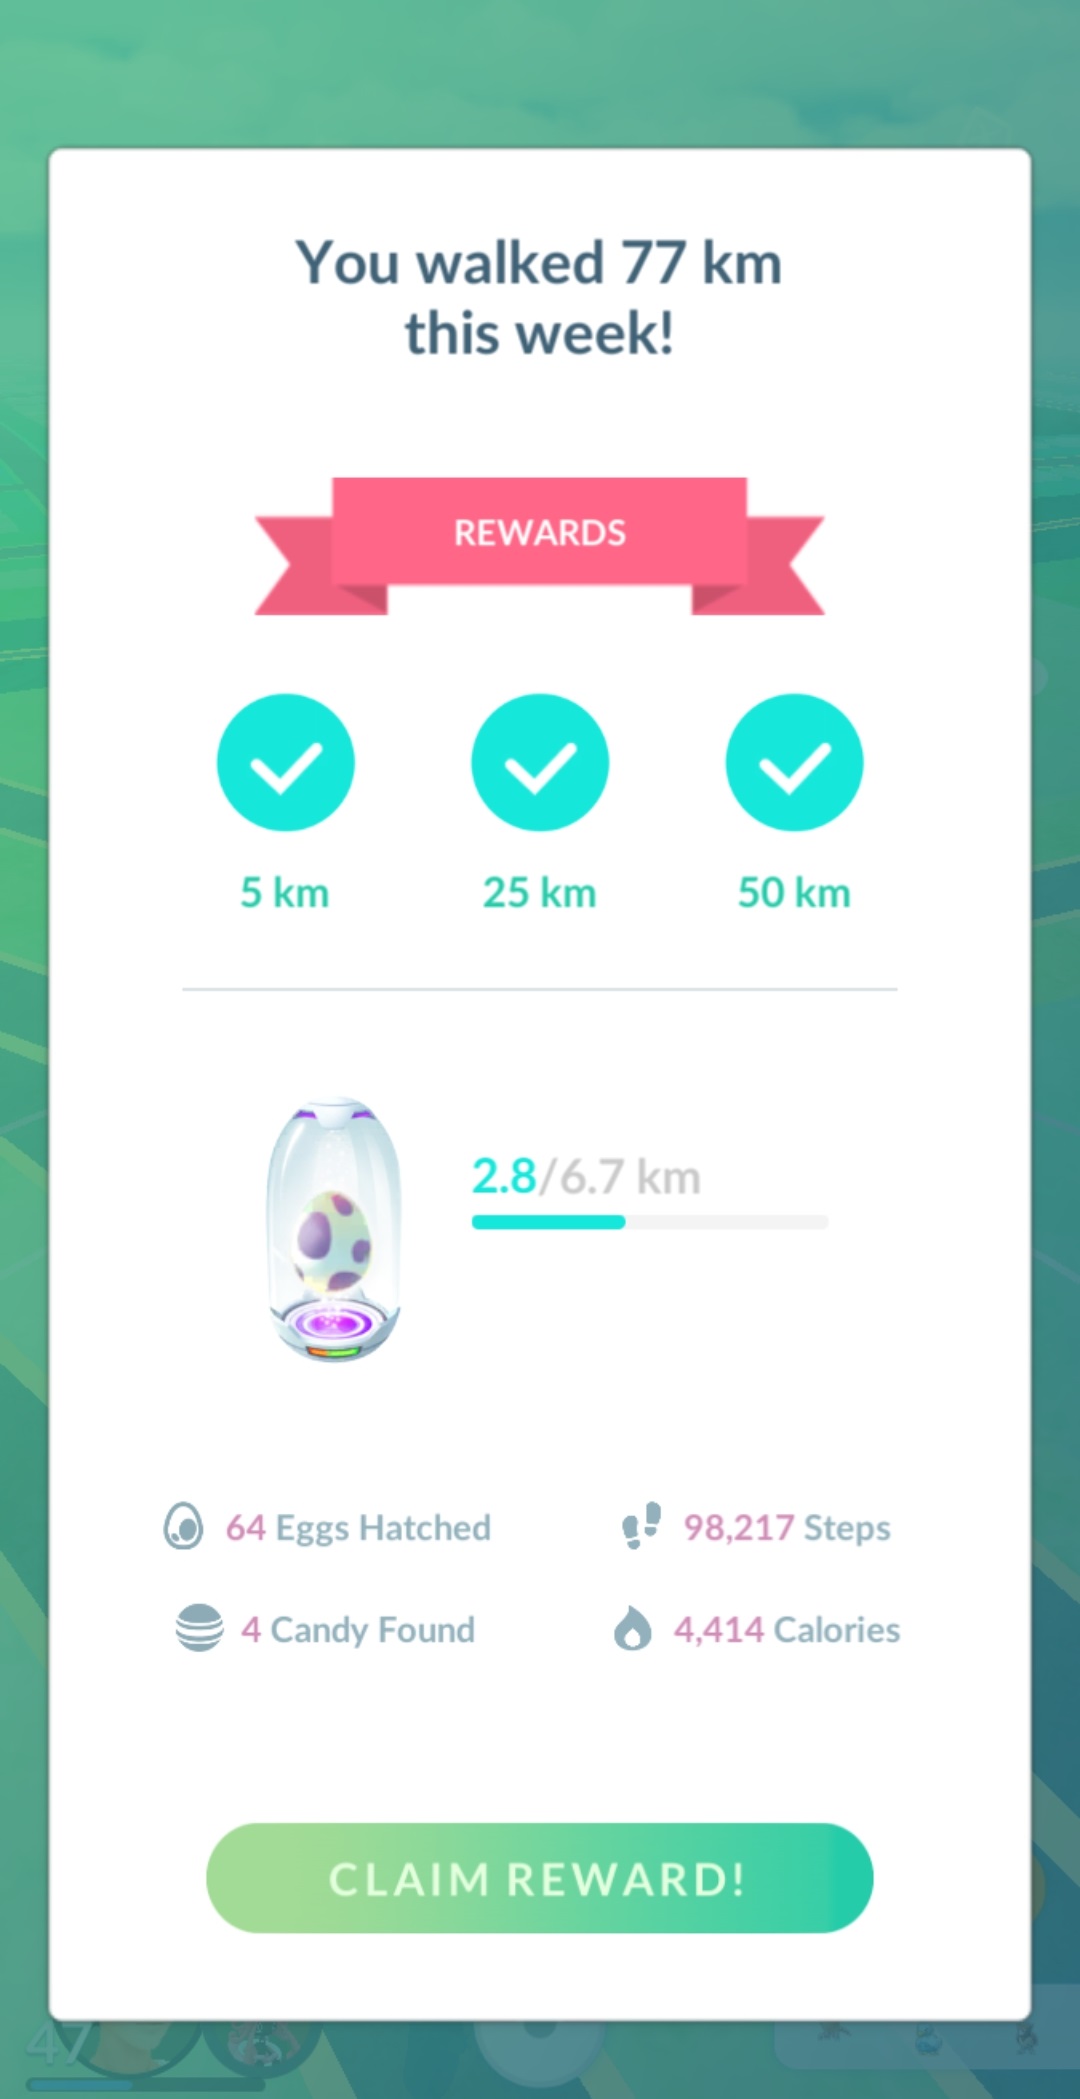 You walked 77 km
this week!
REWARDS
5 km 25 km 50 km
2.8/6.7 km
64 Eggs Hatched 98,217 Steps
4 Candy Found 4,414 Calories
CLAIM REWARD!
47